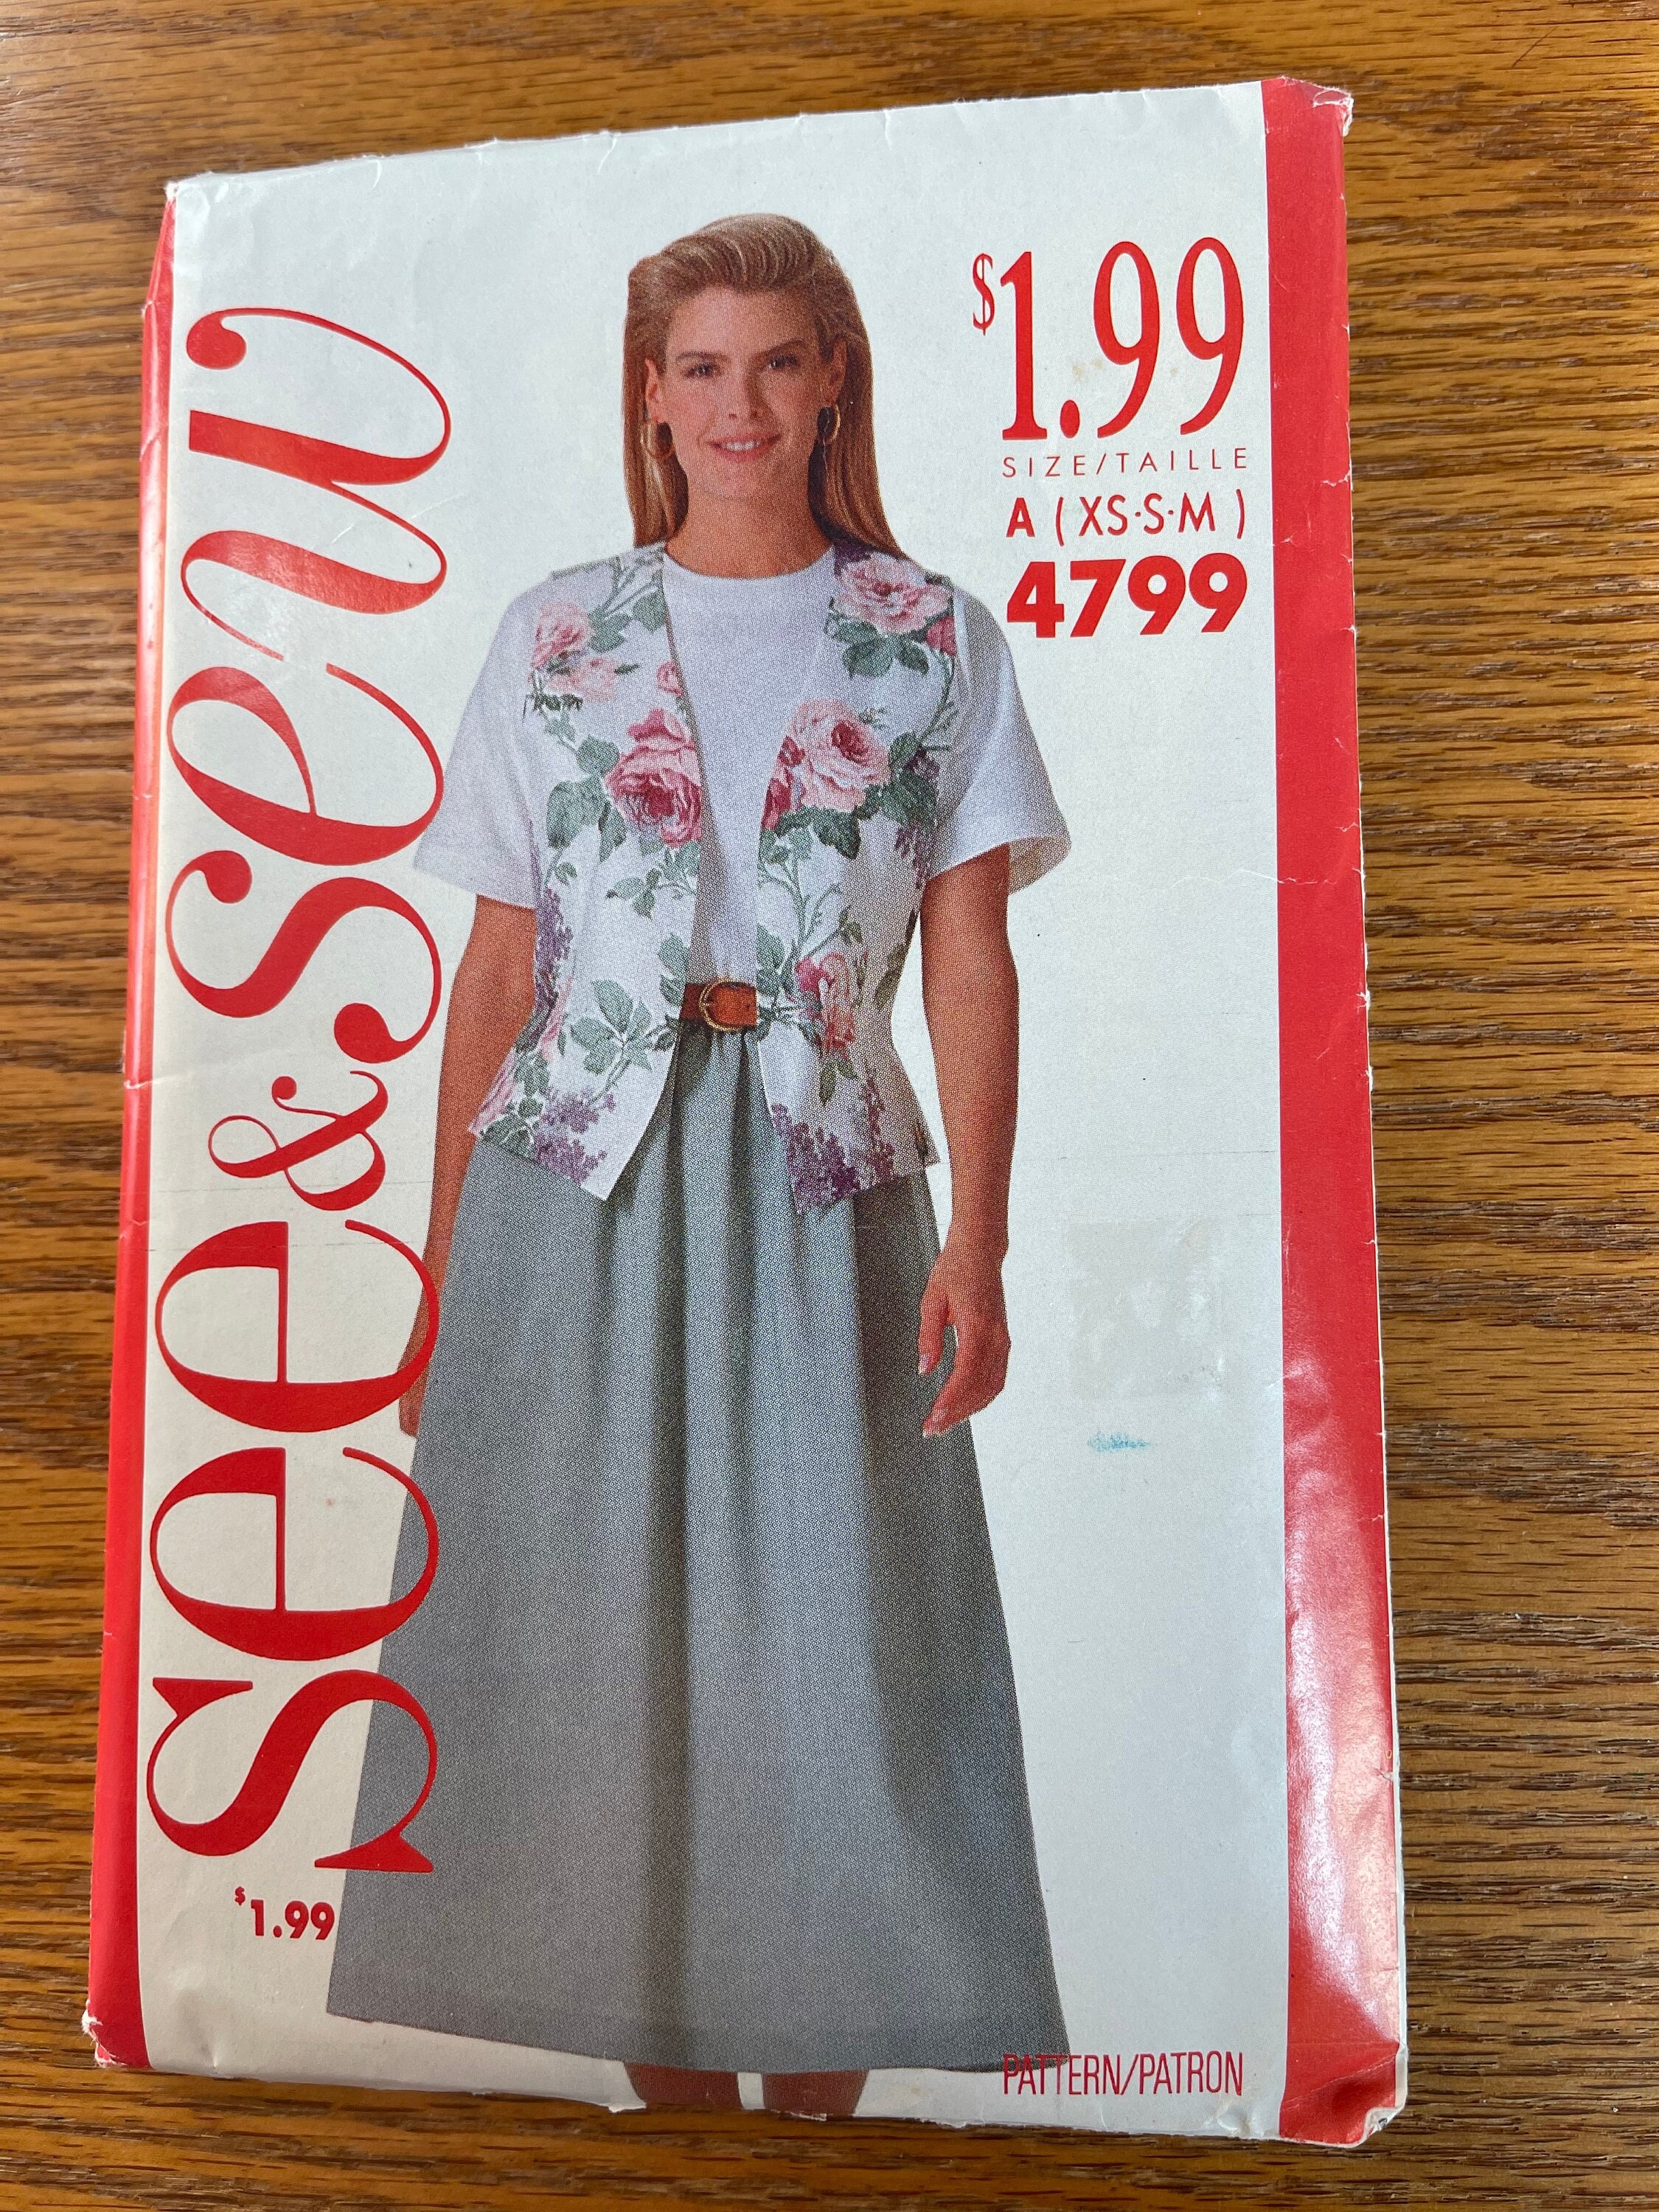 see & sew
$1.99
SIZE/TAILLE
A (XS·S·M)
4799
$1.99
PATTERN/PATRON